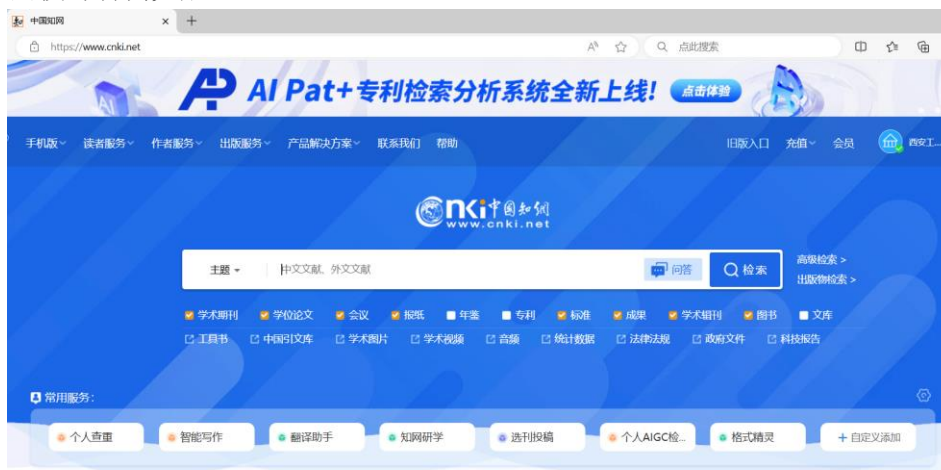 中国知网
https://www.cnki.net
点此搜索
AI
AP AI Pat+专利检索分析系统全新上线! 点击体验
手机版 读者服务 作者服务 出版服务 产品解决方案 联系我们 帮助 旧版入口 充值 会员 西安工...
cnki中国知网
www.cnki.net
主题 中文文献、外文文献 问答 检索 高级检索 >
出版物检索 >
学术期刊 学位论文 会议 报纸 年鉴 专利 标准 成果 学术辑刊 图书 文库
工具书 中国引文库 学术图片 学术视频 音频 统计数据 法律法规 政府文件 科技报告
常用服务:
个人查重 智能写作 翻译助手 知网研学 选刊投稿 个人AIGC检... 格式精灵 + 自定义添加